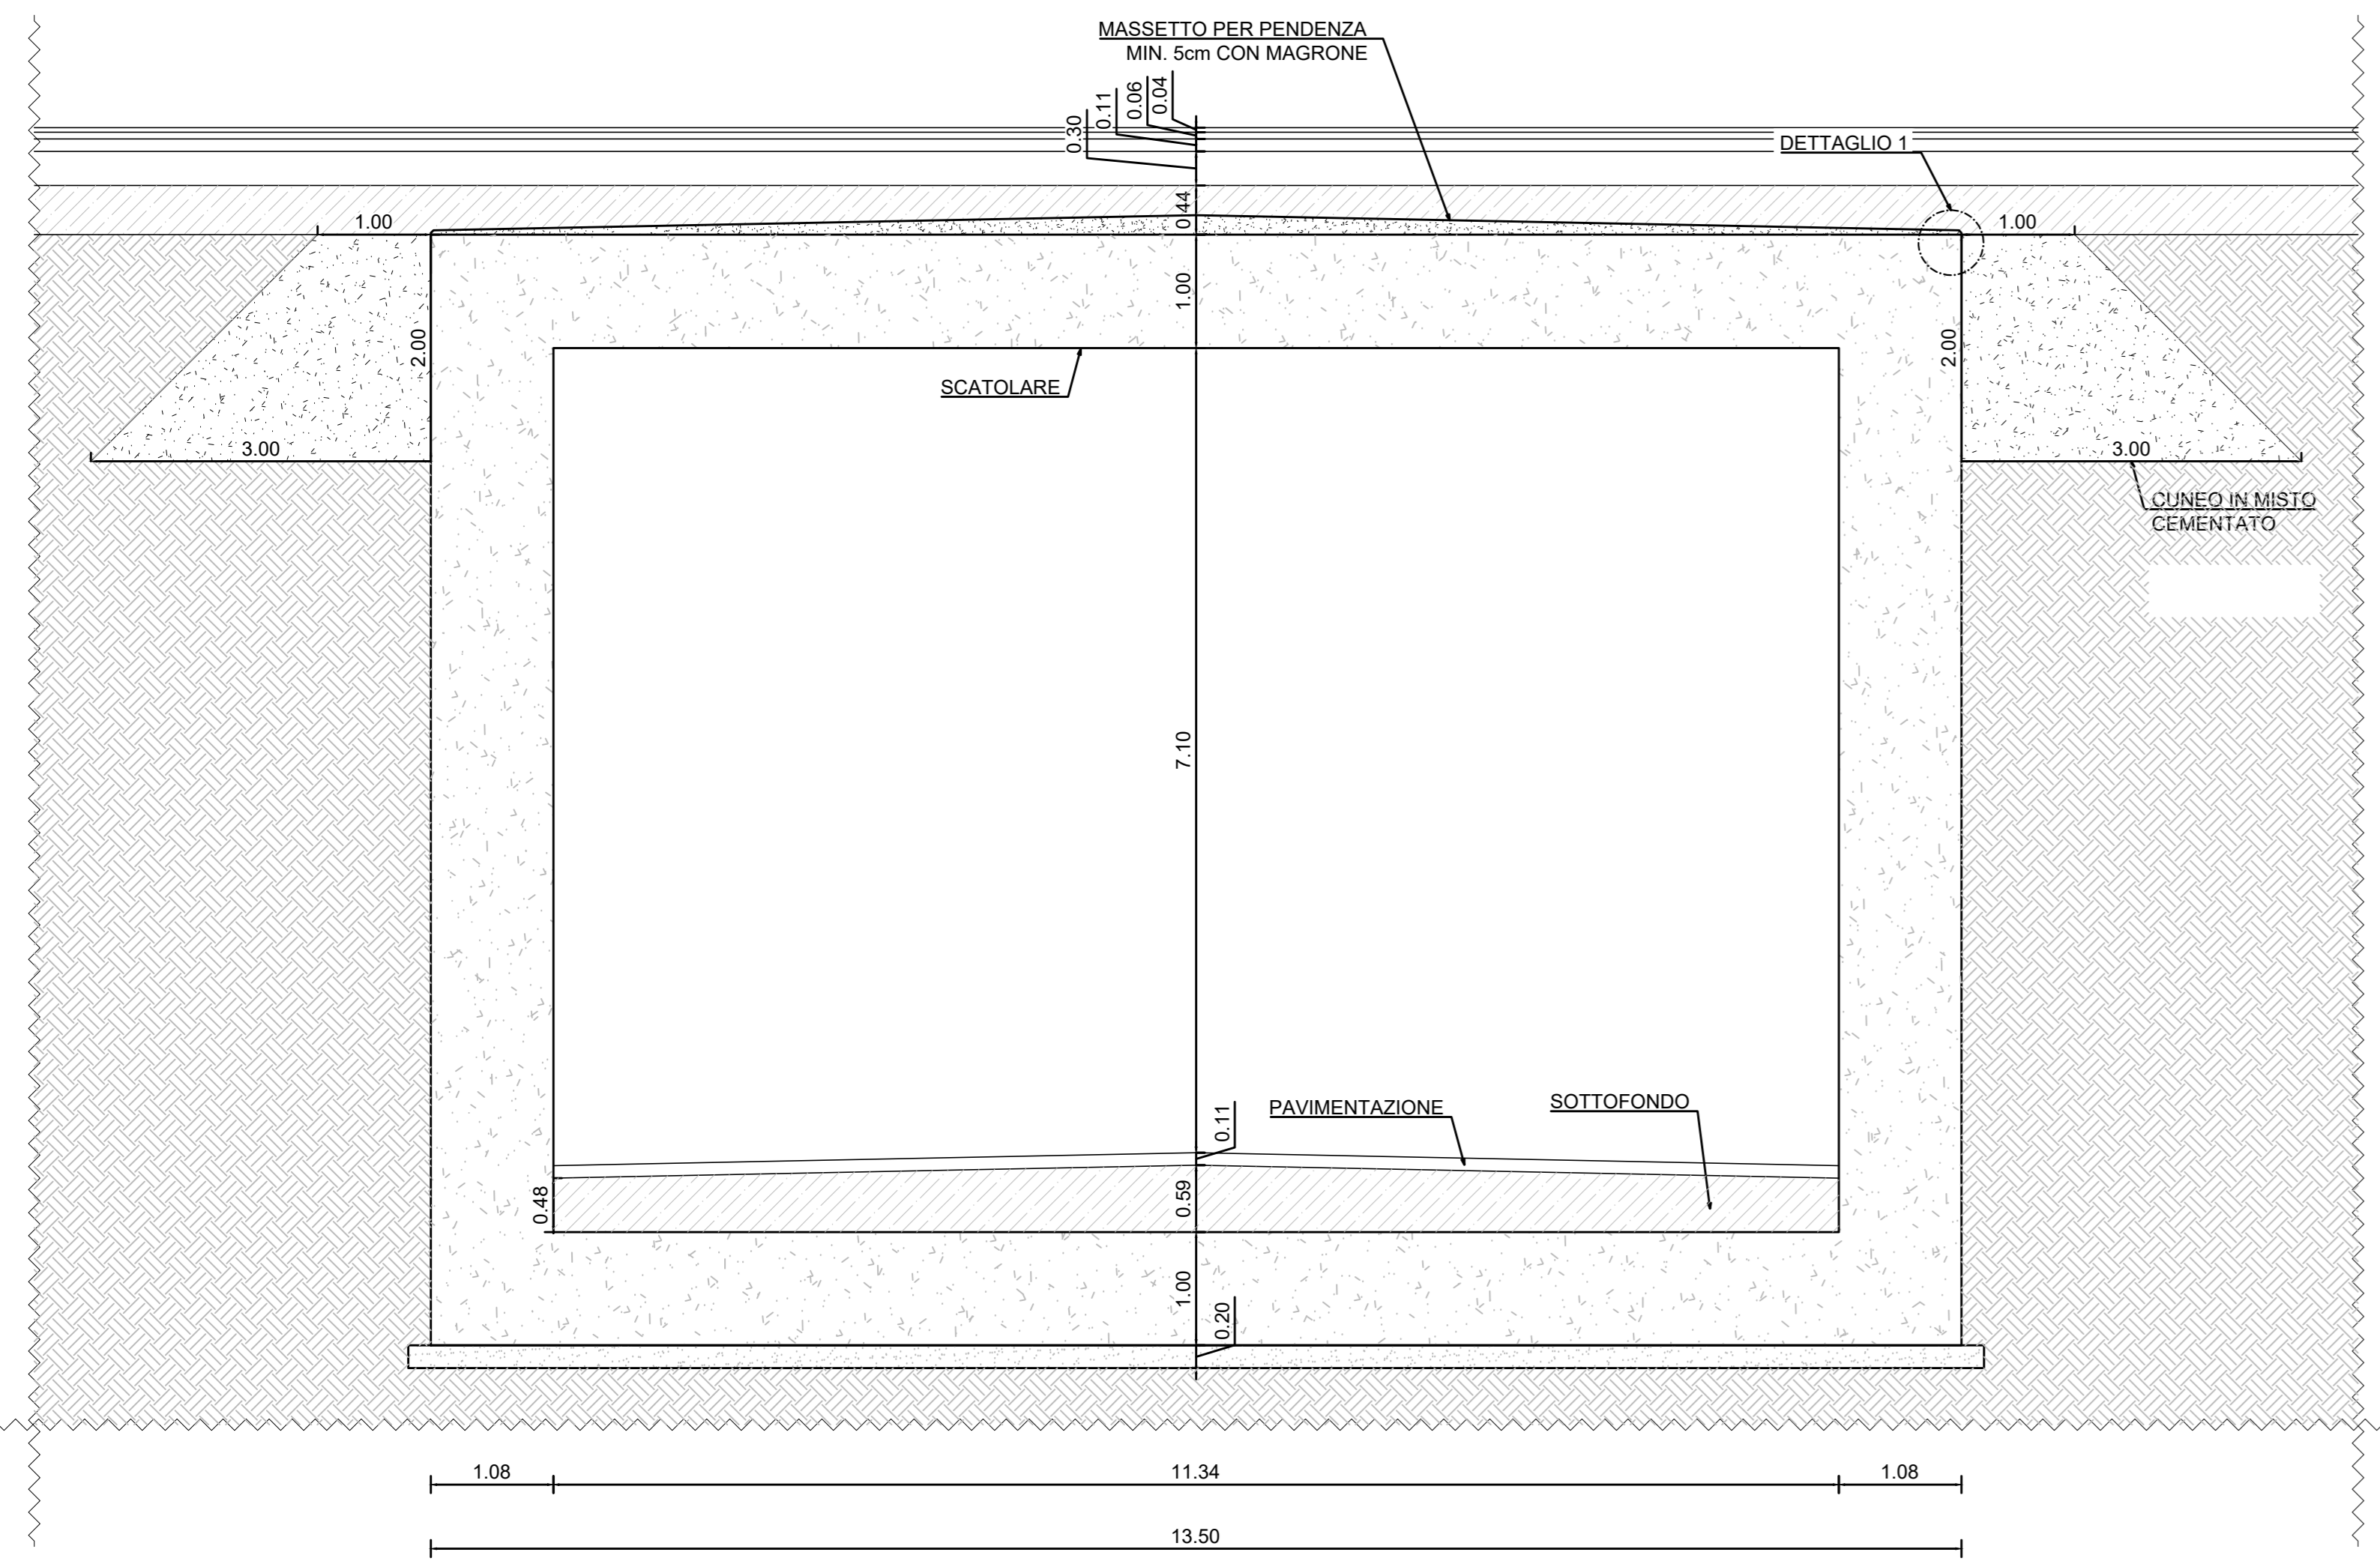 MASSETTO PER PENDENZA
MIN. 5cm CON MAGRONE
0.30
0.11
0.06
0.04
DETTAGLIO 1
1.00
0.44
1.00
1.00
2.00
2.00
SCATOLARE
3.00
3.00
CUNEO IN MISTO
CEMENTATO
7.10
0.11
PAVIMENTAZIONE
SOTTOFONDO
0.48
0.59
1.00
0.20
1.08
11.34
1.08
13.50